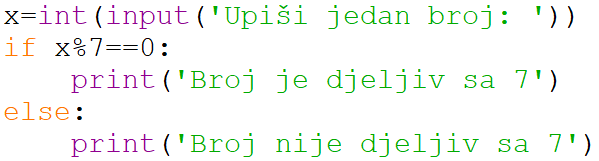 x=int(input('Upiši jedan broj: '))
if x%7==0:
    print('Broj je djeljiv sa 7')
else:
    print('Broj nije djeljiv sa 7')